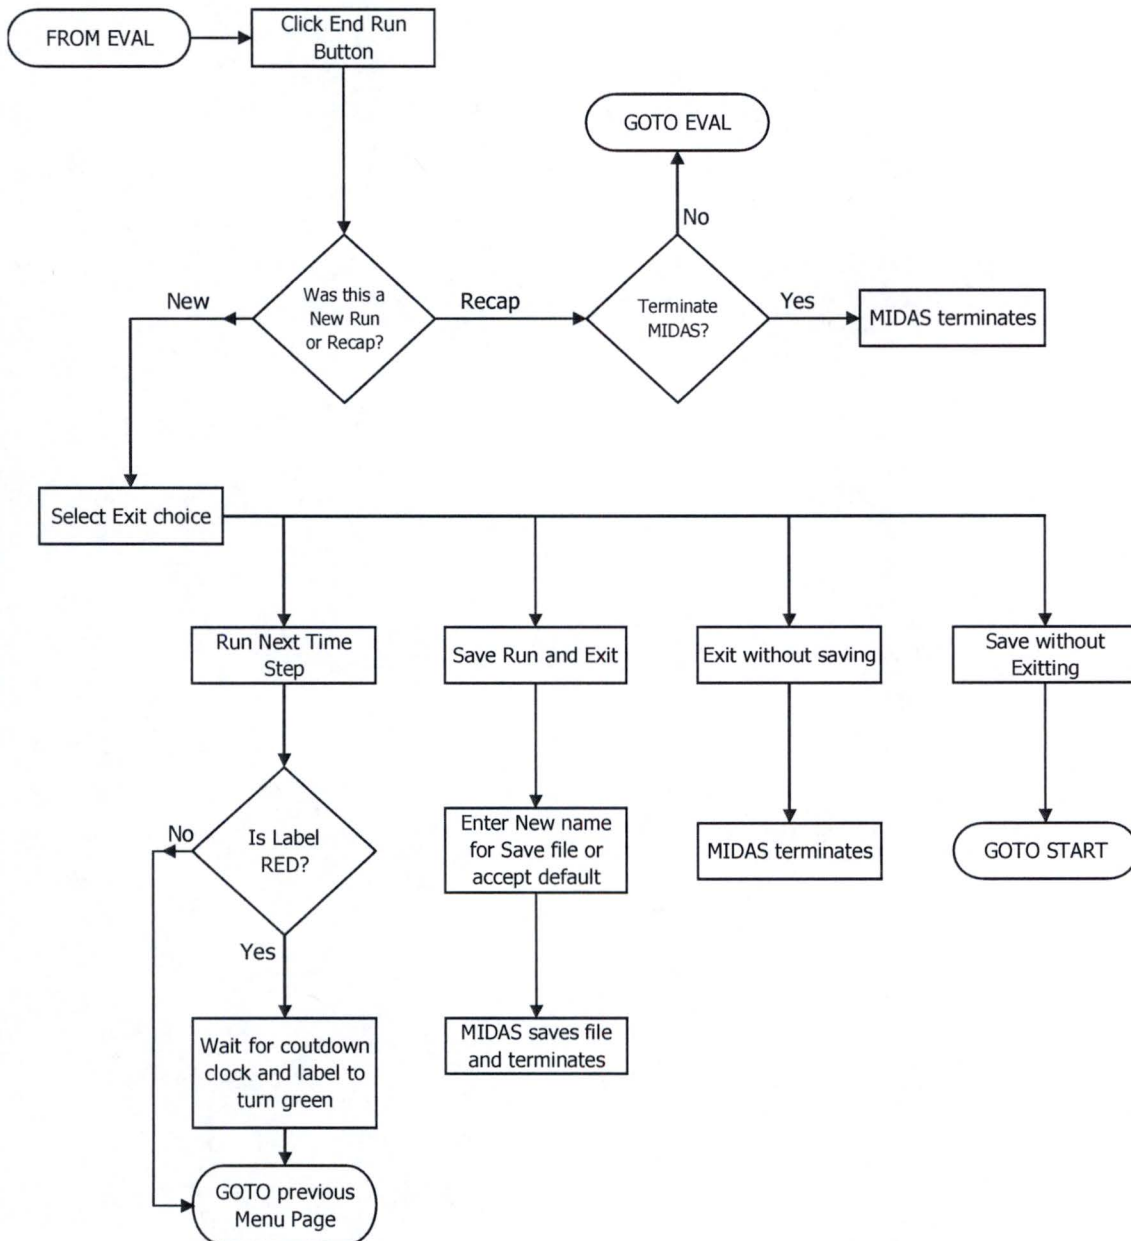 FROM EVAL
Click End Run
Button
GOTO EVAL
No
Was this a
New Run
or Recap?
New
Recap
Terminate
MIDAS?
Yes
MIDAS terminates
Select Exit choice
Run Next Time
Step
Save Run and Exit
Exit without saving
Save without
Exitting
Is Label
RED?
No
Yes
Enter New name
for Save file or
accept default
MIDAS terminates
GOTO START
Wait for coutdown
clock and label to
turn green
MIDAS saves file
and terminates
GOTO previous
Menu Page